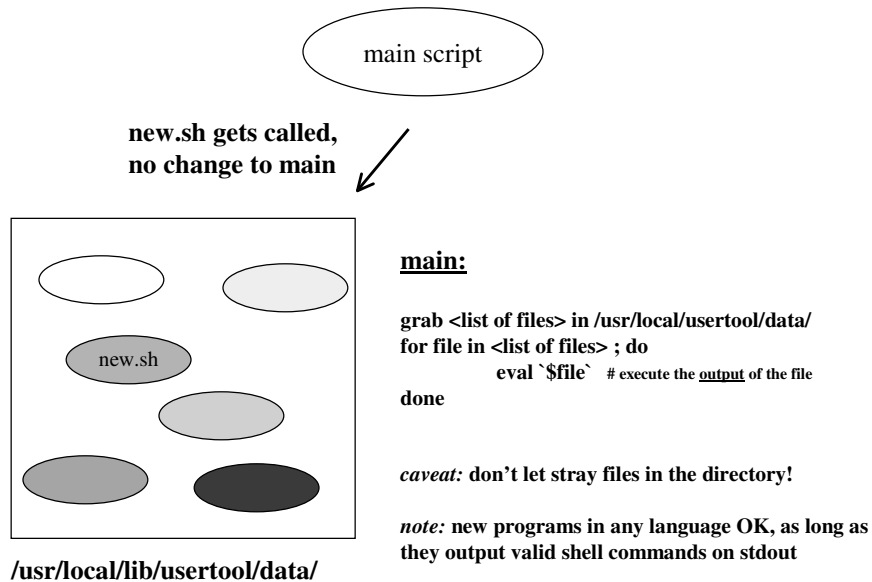 main script
new.sh gets called,
no change to main
new.sh
/usr/local/lib/usertool/data/
main:
grab <list of files> in /usr/local/usertool/data/
for file in <list of files> ; do
eval `$file` # execute the output of the file
done
caveat: don’t let stray files in the directory!
note: new programs in any language OK, as long as
they output valid shell commands on stdout